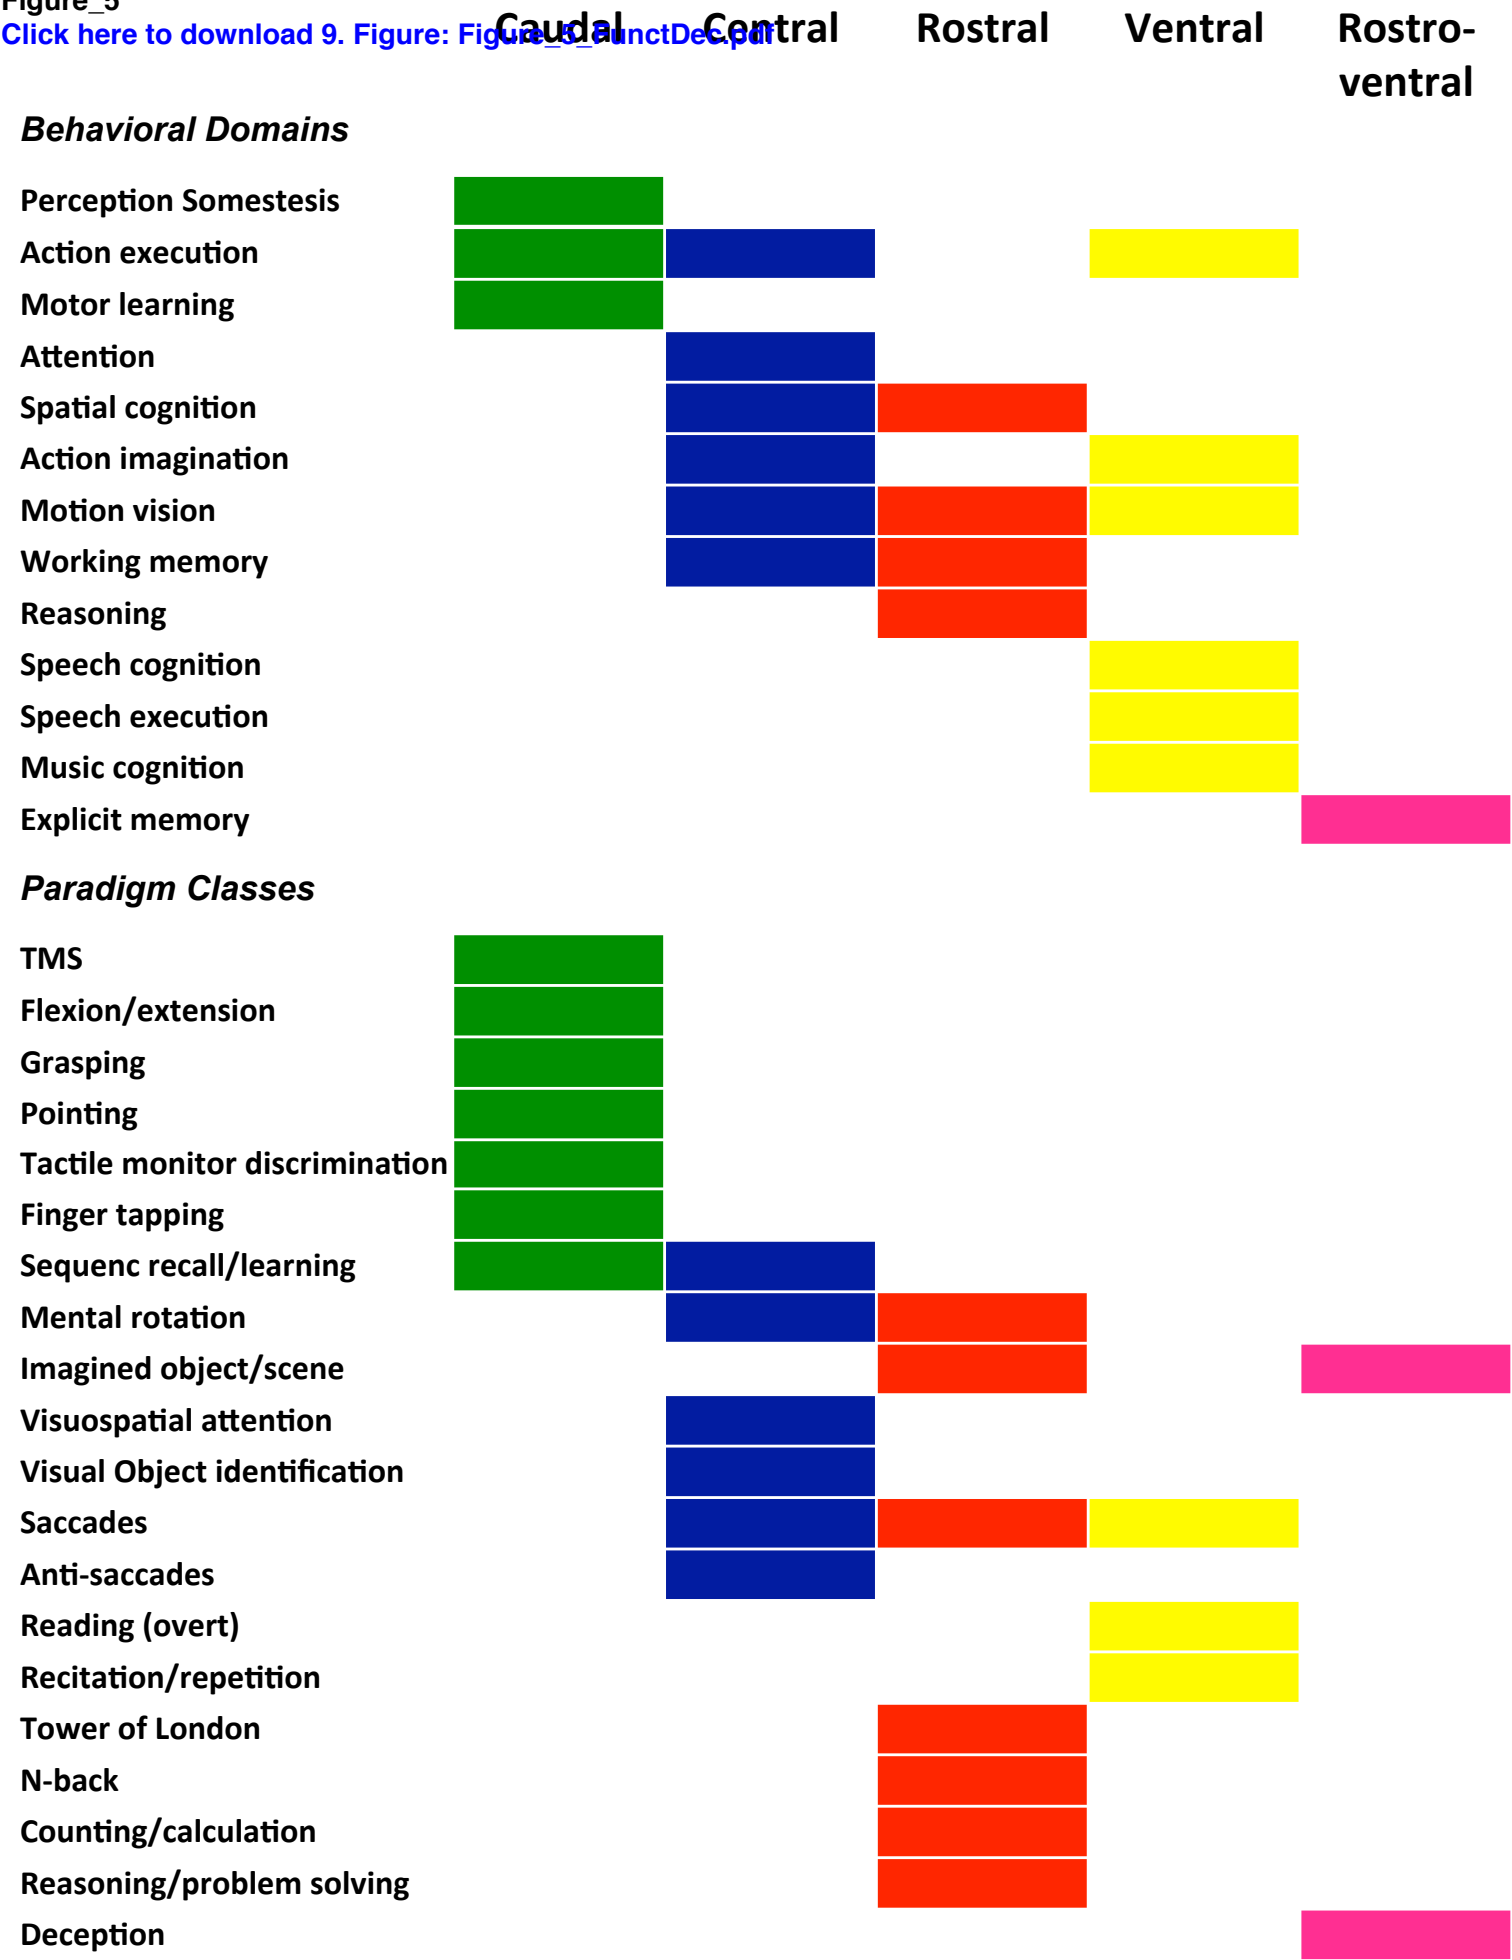 Figure_5
Click here to download 9. Figure: Figure_5_FunctDec.pdf
Caudal Central Rostral Ventral Rostro-
ventral
Behavioral Domains
Perception Somestesis
Action execution
Motor learning
Attention
Spatial cognition
Action imagination
Motion vision
Working memory
Reasoning
Speech cognition
Speech execution
Music cognition
Explicit memory
Paradigm Classes
TMS
Flexion/extension
Grasping
Pointing
Tactile monitor discrimination
Finger tapping
Sequenc recall/learning
Mental rotation
Imagined object/scene
Visuospatial attention
Visual Object identification
Saccades
Anti-saccades
Reading (overt)
Recitation/repetition
Tower of London
N-back
Counting/calculation
Reasoning/problem solving
Deception